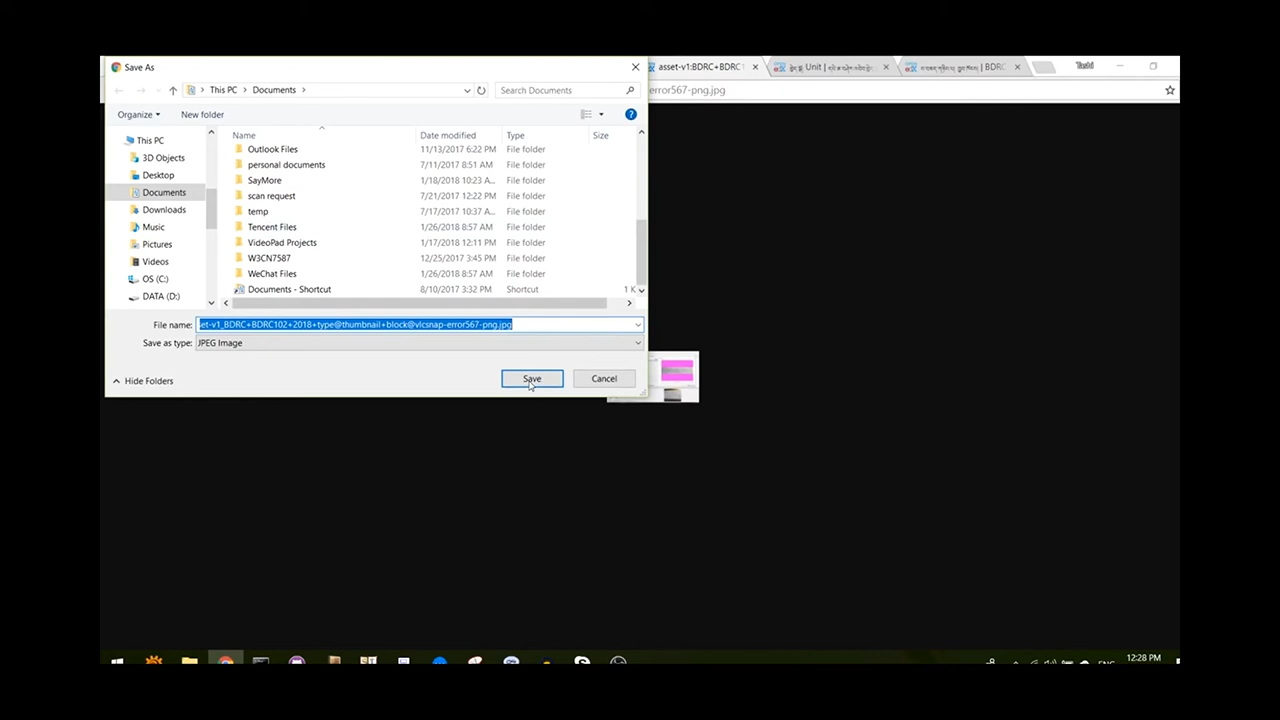 Save As
asset-v1:BDRC+BDRC1
Unit |
| BDRC
Tashi
This PC
Documents
Search Documents
error567-png.jpg
Organize
New folder
Name
Date modified
Type
Size
This PC
3D Objects
Desktop
Documents
Downloads
Music
Pictures
Videos
OS (C:)
DATA (D:)
Outlook Files 11/13/2017 6:22 PM File folder
personal documents 7/11/2017 8:51 AM File folder
SayMore 1/18/2018 10:23 A... File folder
scan request 7/21/2017 12:22 PM File folder
temp 7/17/2017 10:37 A... File folder
Tencent Files 1/26/2018 8:57 AM File folder
VideoPad Projects 1/17/2018 12:11 PM File folder
W3CN7587 12/25/2017 3:45 PM File folder
WeChat Files 1/26/2018 8:57 AM File folder
Documents - Shortcut 8/10/2017 3:32 PM Shortcut 1 K
File name: et-v1_BDRC+BDRC102+2018+type@thumbnail+block@vlcsnap-error567-png.jpg
Save as type: JPEG Image
Hide Folders
Save
Cancel
ENG
12:28 PM